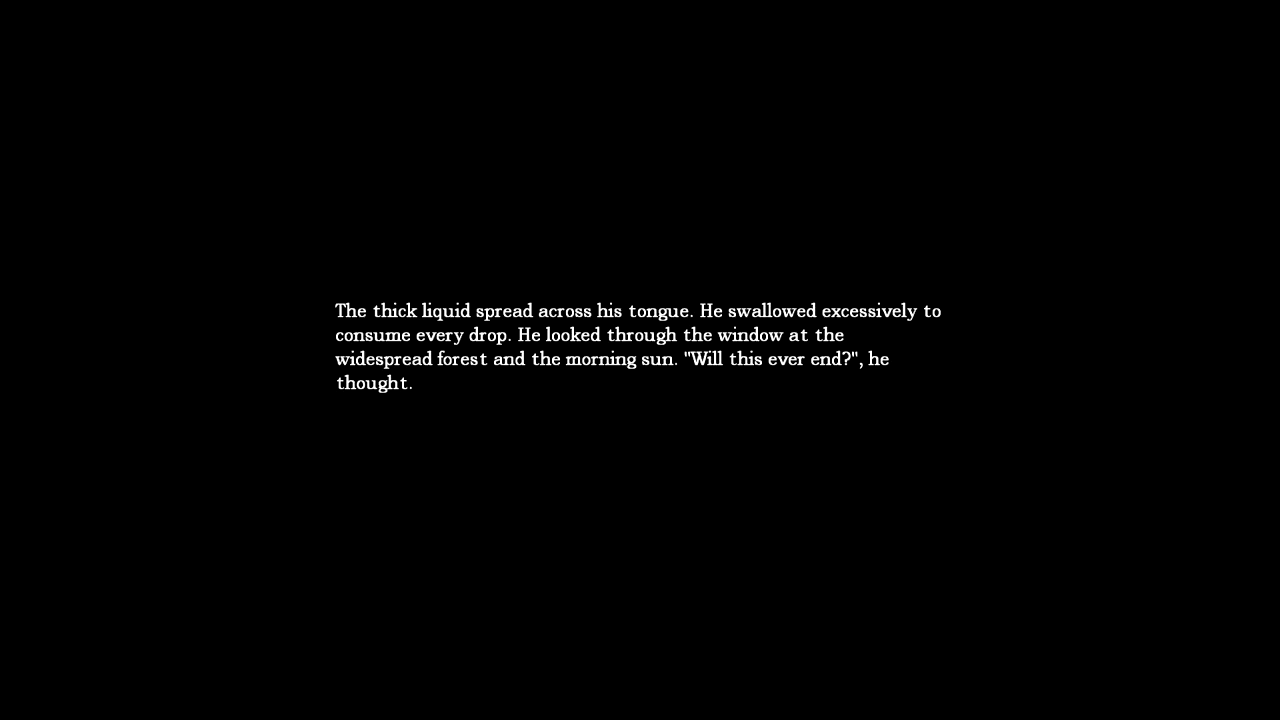 The thick liquid spread across his tongue. He swallowed excessively to
consume every drop. He looked through the window at the
widespread forest and the morning sun. "Will this ever end?", he
thought.